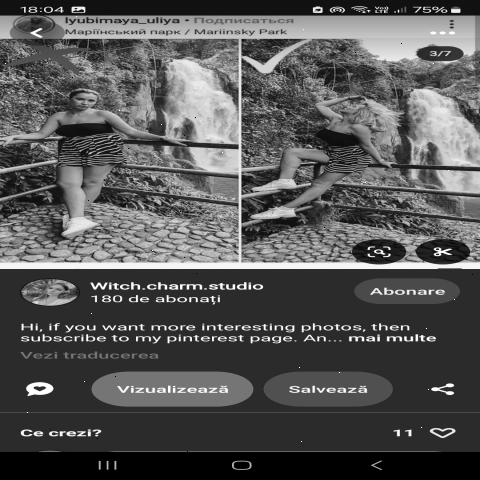 18:04
75%
lyubimaya_uliya • Подписаться
Маріїнський парк / Mariinsky Park
3/7
Witch.charm.studio
180 de abonați
Abonare
Hi, if you want more interesting photos, then
subscribe to my pinterest page. An... mai multe
Vezi traducerea
Vizualizează
Salvează
Ce crezi?
11